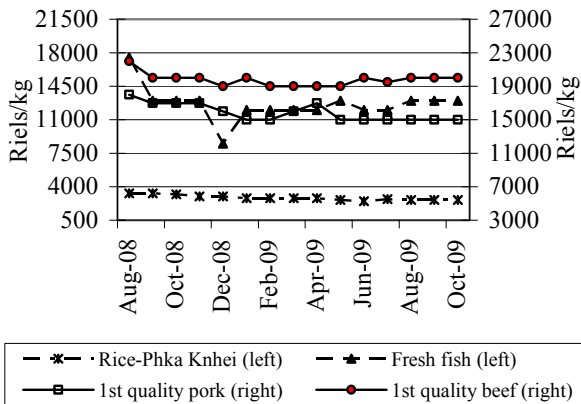 21500 27000
18000 23000
14500 19000
11000 15000
7500 11000
4000 7000
500 3000
Riels/kg
Riels/kg
Aug-08 Oct-08 Dec-08 Feb-09 Apr-09 Jun-09 Aug-09 Oct-09
Rice-Phka Knhei (left) Fresh fish (left)
1st quality pork (right) 1st quality beef (right)